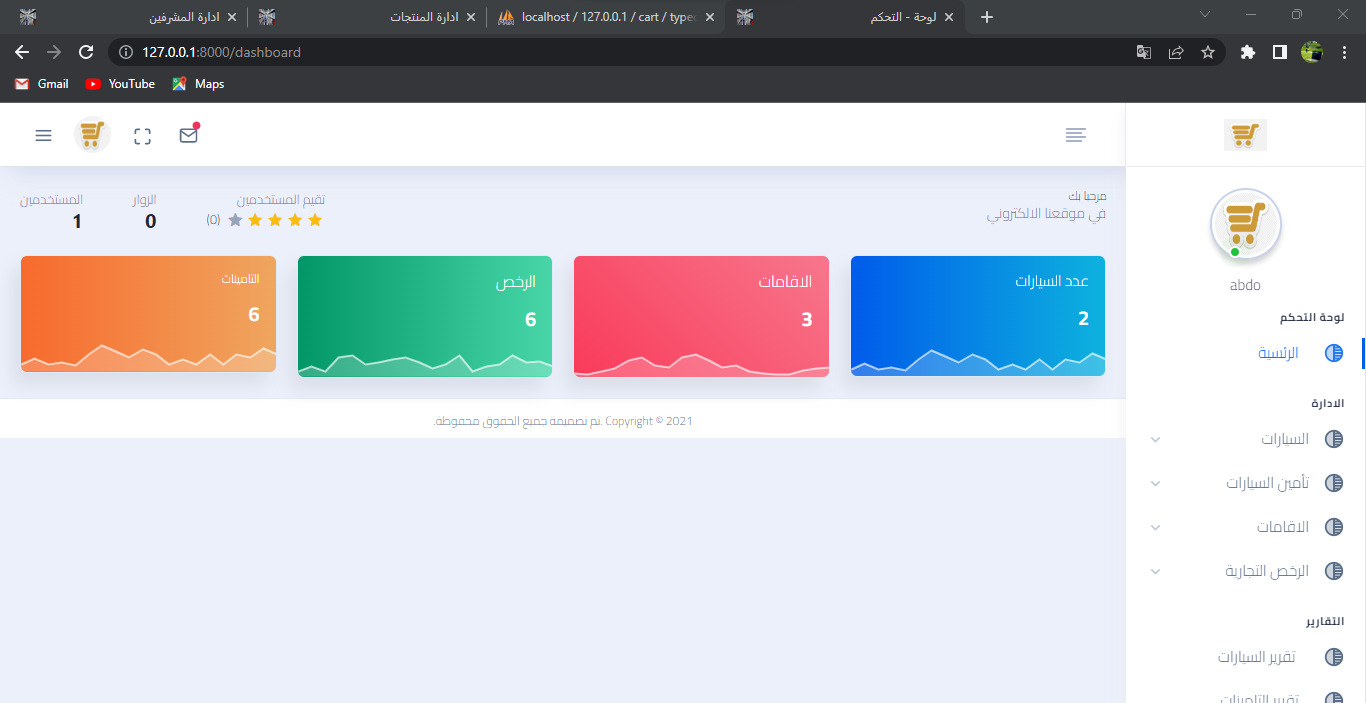 ادارة المشرفين
ادارة المنتجات
localhost / 127.0.0.1 / cart / type
لوحة - التحكم
127.0.0.1:8000/dashboard
Gmail
YouTube
Maps
مرحبا بك
في موقعنا الالكتروني
تقيم المستخدمين
(0)
الزوار
0
المستخدمين
1
عدد السيارات
2
الاقامات
3
الرخص
6
التامينات
6
Copyright © 2021 .تم تصميمه جميع الحقوق محفوظة.
abdo
لوحة التحكم
الرئسية
الادارة
السيارات
تأمين السيارات
الاقامات
الرخص التجارية
التقارير
تقرير السيارات
تقرير التامينات